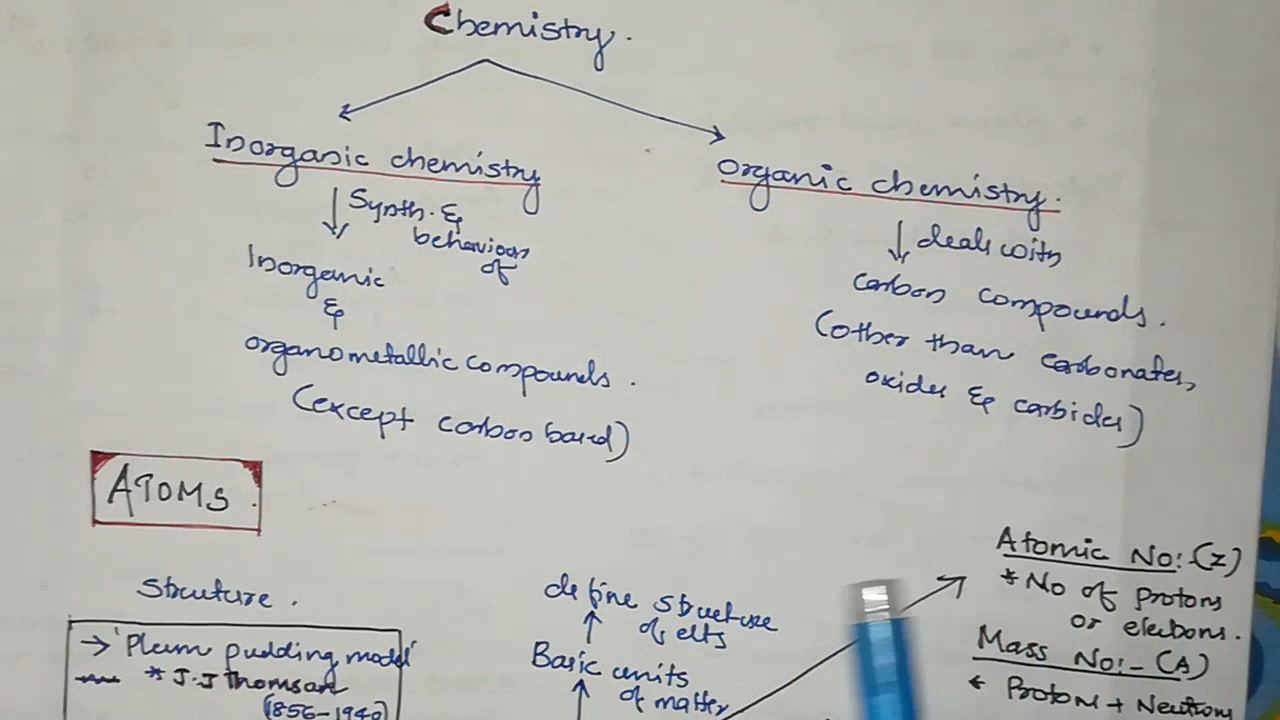 Chemistry.
Inorganic chemistry
Synth. &
behaviour
of
Inorganic
&
organometallic compounds.
(except carbon based)
Organic chemistry.
deals with
carbon compounds.
(other than carbonates,
oxides & carbides)
ATOMS.
Structure.
→ 'Plum pudding model'
* J.J Thomson
(1856-1940)
define structure
of elts
Basic units
of matter
Atomic No:-(Z)
* No of protons
or electrons.
Mass No:-(A)
* Proton + Neutron